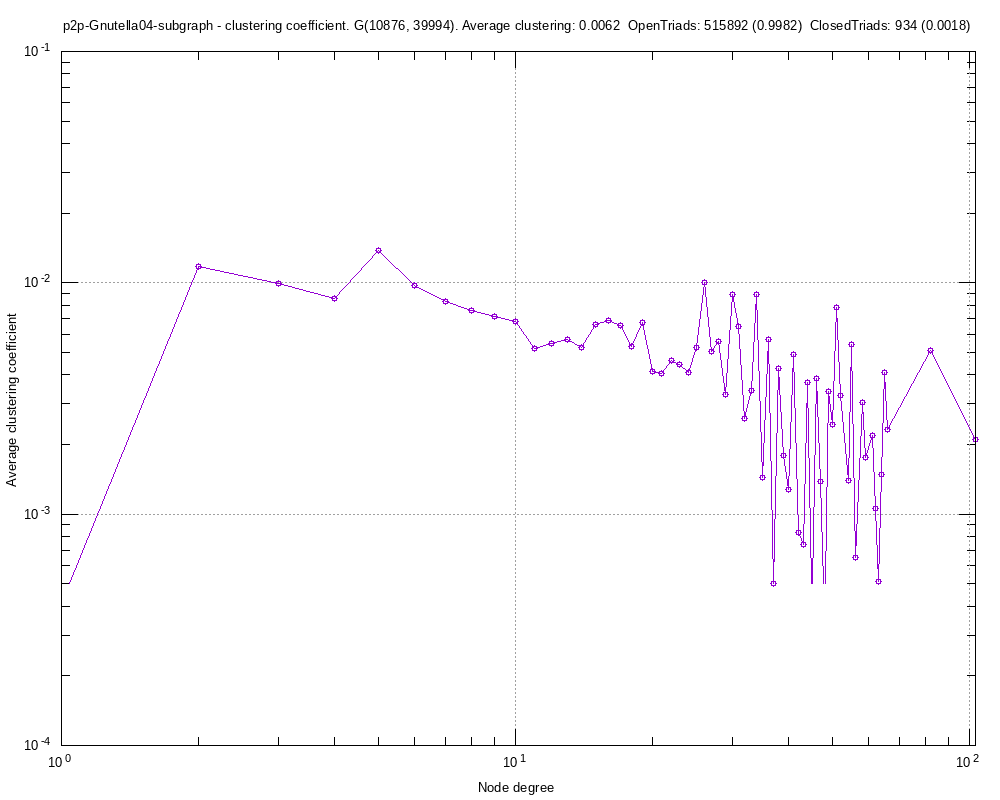 p2p-Gnutella04-subgraph - clustering coefficient. G(10876, 39994). Average clustering: 0.0062  OpenTriads: 515892 (0.9982)  ClosedTriads: 934 (0.0018)
10^-1
10^-2
10^-3
10^-4
Average clustering coefficient
10^0
10^1
10^2
Node degree